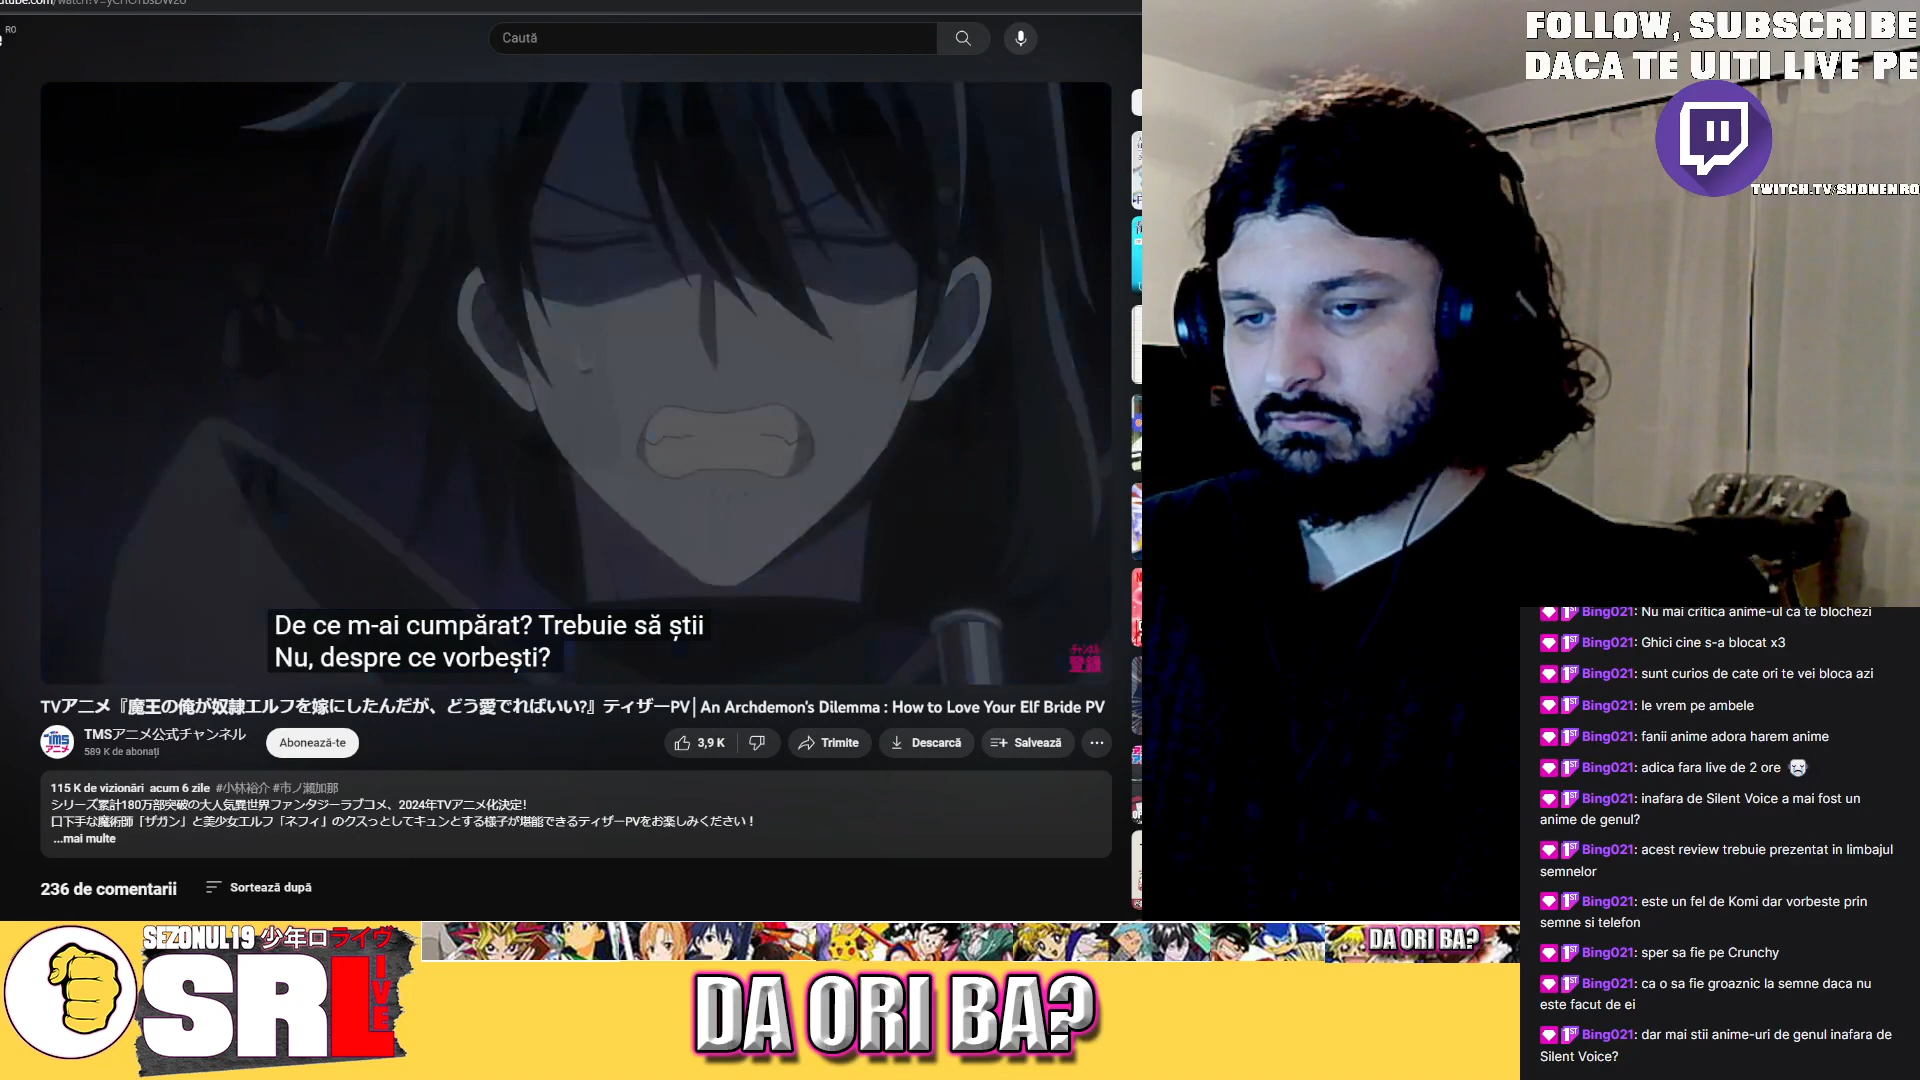 RO
Caută
De ce m-ai cumpărat? Trebuie să știi
Nu, despre ce vorbești?
チャンネル
登録
TVアニメ『魔王の俺が奴隷エルフを嫁にしたんだが、どう愛でればいい?』ティザーPV│An Archdemon's Dilemma : How to Love Your Elf Bride PV
TMSアニメ公式チャンネル
589 K de abonați
Abonează-te
3,9 K
Trimite
Descarcă
Salvează
115 K de vizionări acum 6 zile #小林裕介 #市ノ瀬加那
シリーズ累計180万部突破の大人気異世界ファンタジーラブコメ、2024年TVアニメ化決定!
口下手な魔術師「ザガン」と美少女エルフ「ネフィ」のクスっとしてキュンとする様子が堪能できるティザーPVをお楽しみください！
...mai multe
236 de comentarii
Sortează după
FOLLOW, SUBSCRIBE
DACA TE UITI LIVE PE
TWITCH.TV/SHONENRO
Bing021: Nu mai critica anime-ul ca te blochezi
Bing021: Ghici cine s-a blocat x3
Bing021: sunt curios de cate ori te vei bloca azi
Bing021: le vrem pe ambele
Bing021: fanii anime adora harem anime
Bing021: adica fara live de 2 ore
Bing021: inafara de Silent Voice a mai fost un
anime de genul?
Bing021: acest review trebuie prezentat in limbajul
semnelor
Bing021: este un fel de Komi dar vorbeste prin
semne si telefon
Bing021: sper sa fie pe Crunchy
Bing021: ca o sa fie groaznic la semne daca nu
este facut de ei
Bing021: dar mai stii anime-uri de genul inafara de
Silent Voice?
SEZONUL 19 少年ロライヴ
SRL
LIVE
DA ORI BA?
DA ORI BA?